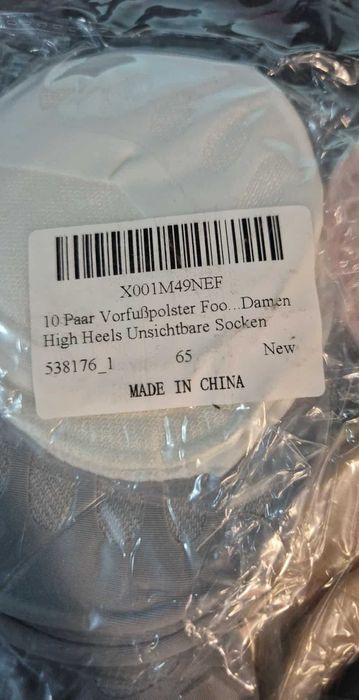 X001M49NEF
10 Paar Vorfußpolster Foo...Damen
High Heels Unsichtbare Socken
538176_1 65 New
MADE IN CHINA